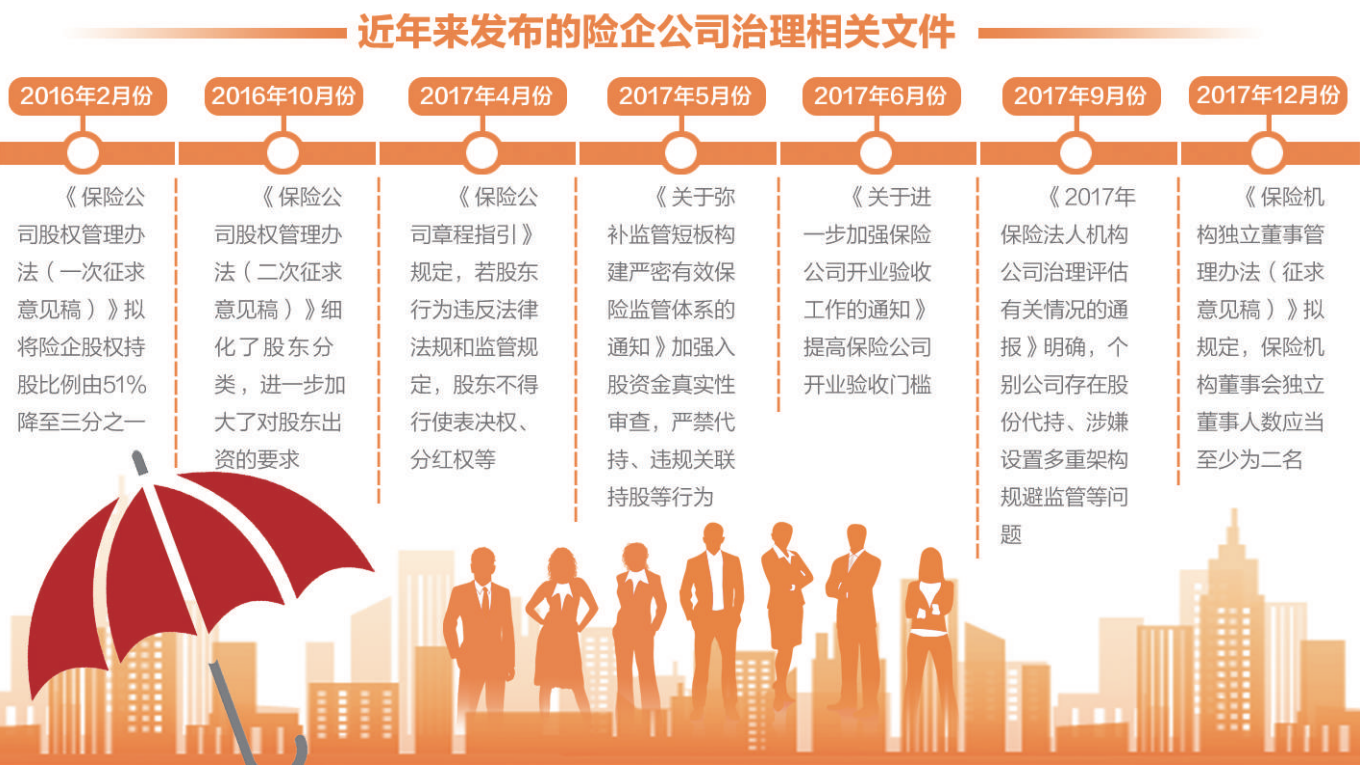 近年来发布的险企公司治理相关文件
2016年2月份
《保险公
司股权管理办
法（一次征求
意见稿）》拟
将险企股权持
股比例由51%
降至三分之一
2016年10月份
《保险公
司股权管理办
法（二次征求
意见稿）》细
化了股东分
类，进一步加
大了对股东出
资的要求
2017年4月份
《保险公
司章程指引》
规定，若股东
行为违反法律
法规和监管规
定，股东不得
行使表决权、
分红权等
2017年5月份
《关于弥
补监管短板构
建严密有效保
险监管体系的
通知》加强入
股资金真实性
审查，严禁代
持、违规关联
持股等行为
2017年6月份
《关于进
一步加强保险
公司开业验收
工作的通知》
提高保险公司
开业验收门槛
2017年9月份
《2017年
保险法人机构
公司治理评估
有关情况的通
报》明确，个
别公司存在股
份代持、涉嫌
设置多重架构
规避监管等问
题
2017年12月份
《保险机
构独立董事管
理办法（征求
意见稿）》拟
规定，保险机
构董事会独立
董事人数应当
至少为二名